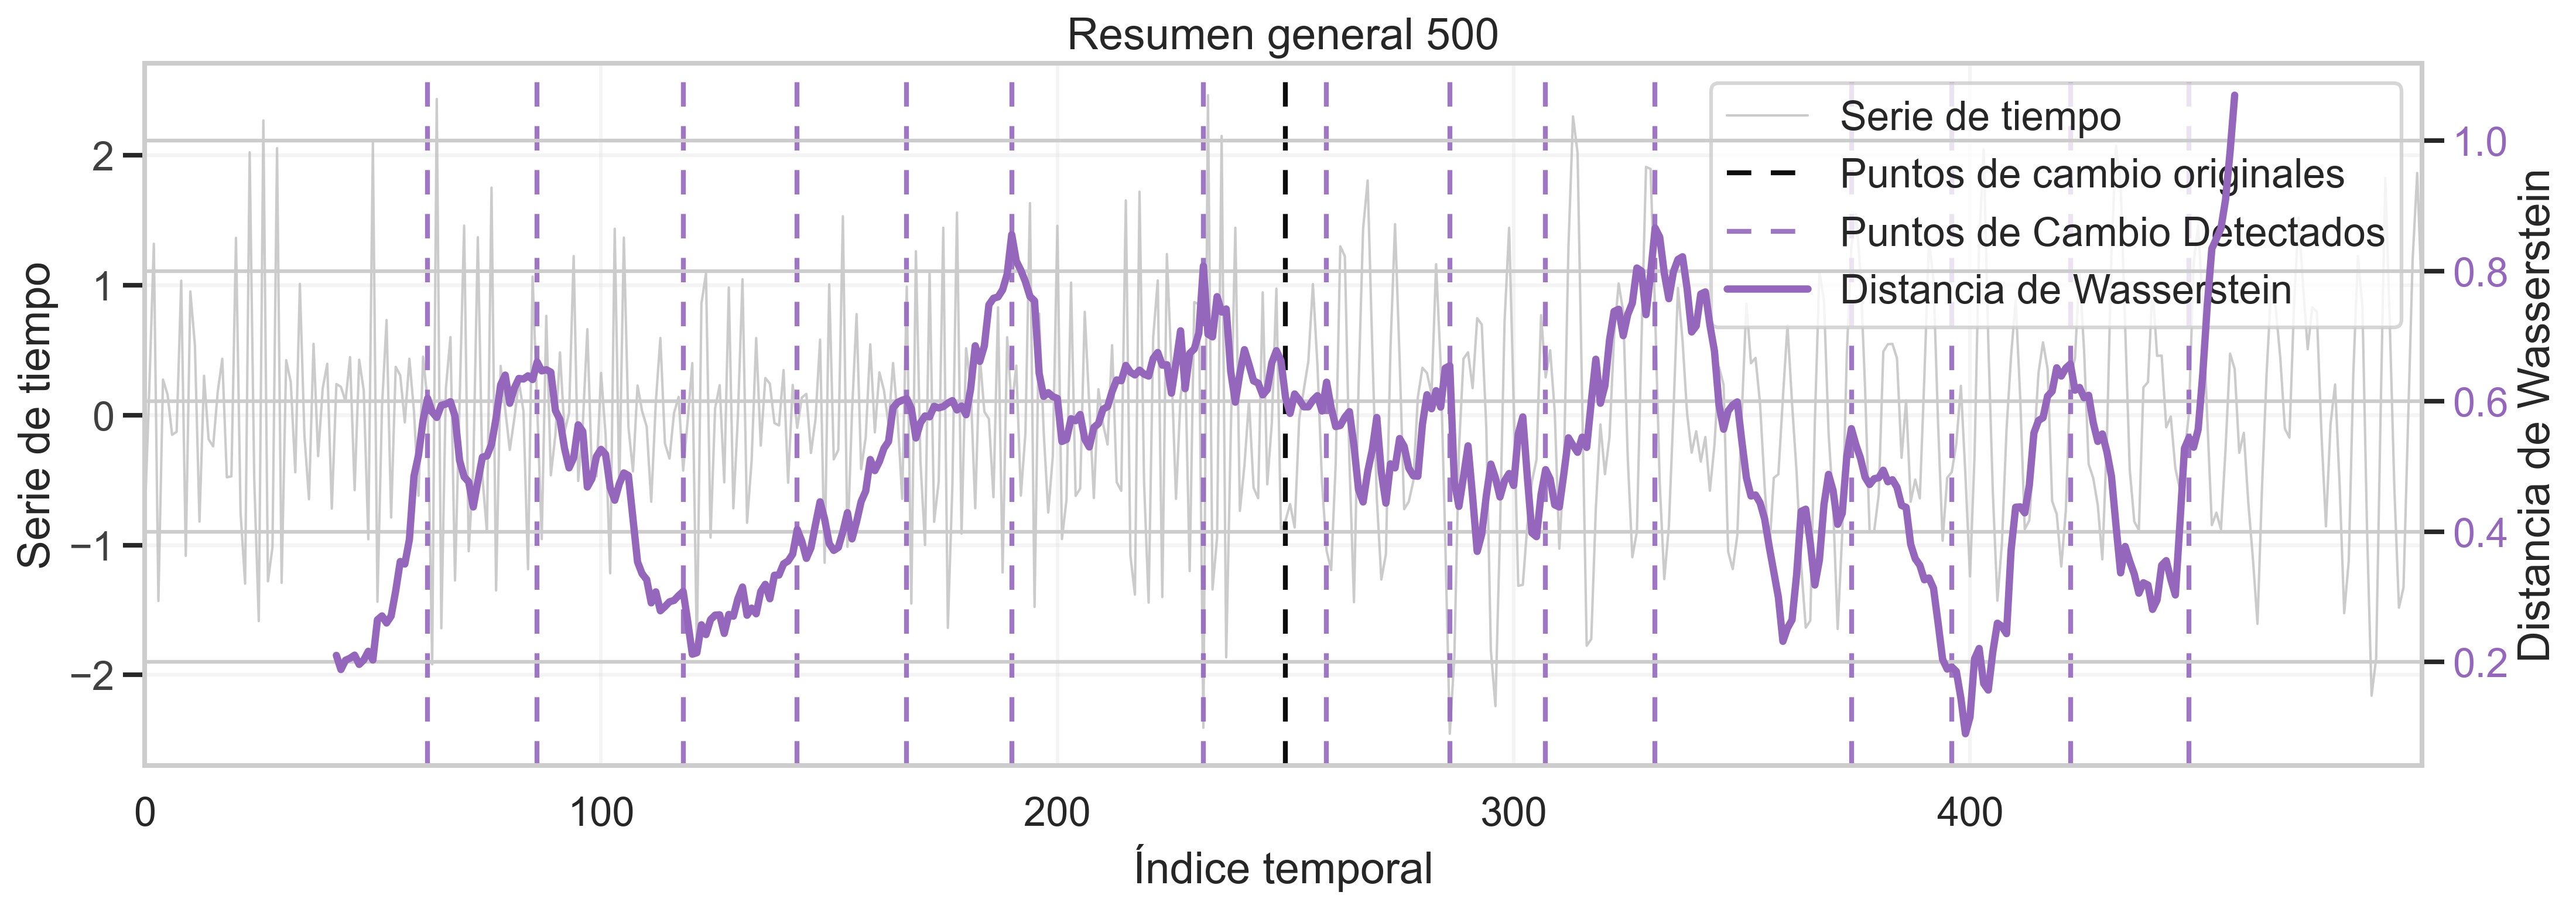 Resumen general 500
Serie de tiempo
2
1
0
−1
−2
Serie de tiempo
Puntos de cambio originales
Puntos de Cambio Detectados
Distancia de Wasserstein
1.0
0.8
0.6
0.4
0.2
Distancia de Wasserstein
0
100
200
300
400
Índice temporal